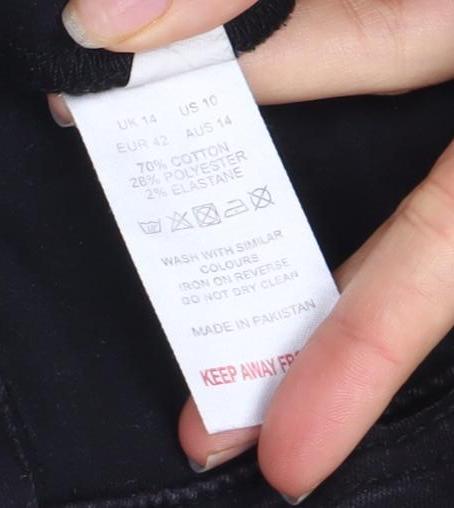 UK 14 US 10
EUR 42 AUS 14
70% COTTON
28% POLYESTER
2% ELASTANE
WASH WITH SIMILAR
COLOURS
IRON ON REVERSE
DO NOT DRY CLEAN
MADE IN PAKISTAN
KEEP AWAY